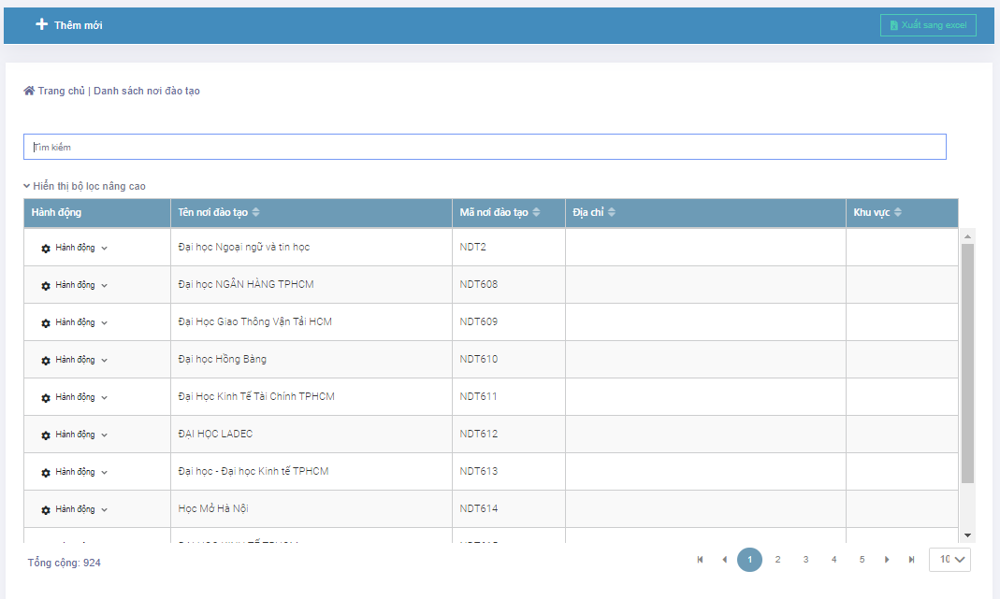 Thêm mới
Xuất sang excel
Trang chủ | Danh sách nơi đào tạo
Tìm kiếm
Hiển thị bộ lọc nâng cao
Hành động Tên nơi đào tạo Mã nơi đào tạo Địa chỉ Khu vực
Hành động Đại học Ngoại ngữ và tin học NDT2
Hành động Đại học NGÂN HÀNG TPHCM NDT608
Hành động Đại Học Giao Thông Vận Tải HCM NDT609
Hành động Đại học Hồng Bàng NDT610
Hành động Đại Học Kinh Tế Tài Chính TPHCM NDT611
Hành động ĐẠI HỌC LADEC NDT612
Hành động Đại học - Đại học Kinh tế TPHCM NDT613
Hành động Học Mở Hà Nội NDT614
Tổng cộng: 924
1 2 3 4 5 10